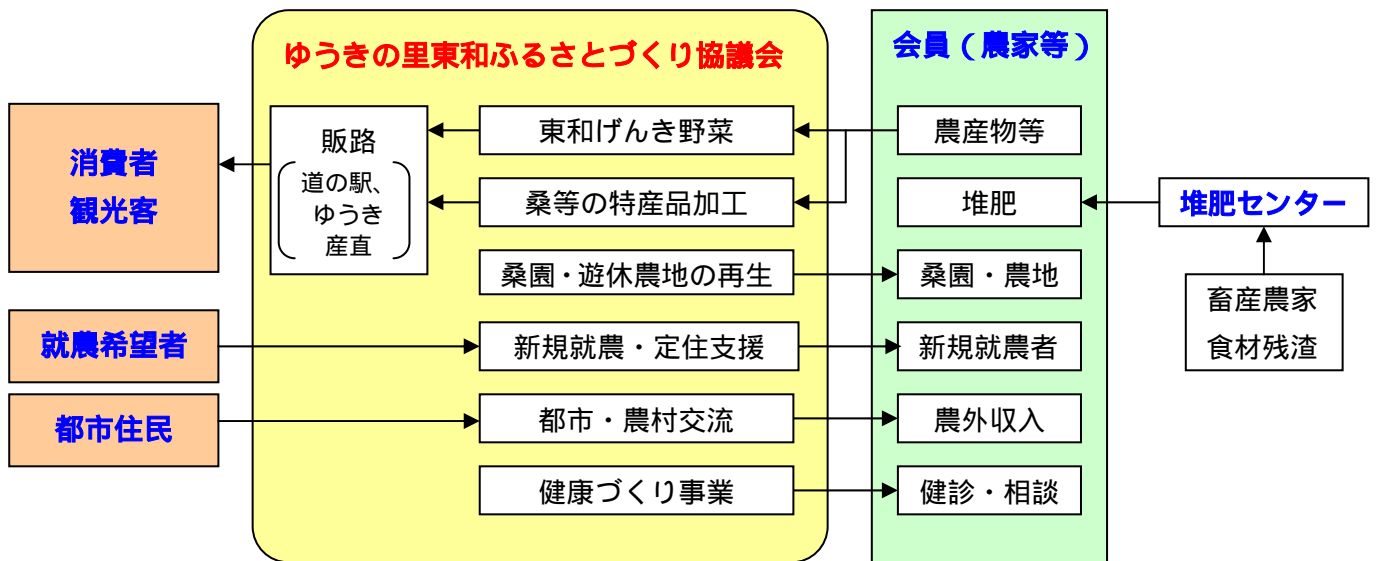 ゆうきの里東和ふるさとづくり協議会
会員(農家等)
消費者
観光客
販路
道の駅、
ゆうき
産直
東和げんき野菜
農産物等
桑等の特産品加工
堆肥
堆肥センター
桑園・遊休農地の再生
桑園・農地
畜産農家
食材残渣
就農希望者
新規就農・定住支援
新規就農者
都市住民
都市・農村交流
農外収入
健康づくり事業
健診・相談